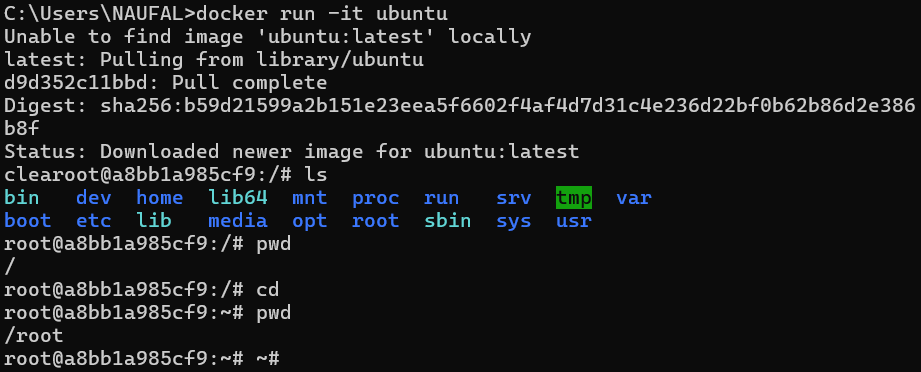 C:\Users\NAUFAL>docker run -it ubuntu
Unable to find image 'ubuntu:latest' locally
latest: Pulling from library/ubuntu
d9d352c11bbd: Pull complete
Digest: sha256:b59d21599a2b151e23eea5f6602f4af4d7d31c4e236d22bf0b62b86d2e386
b8f
Status: Downloaded newer image for ubuntu:latest
clearoot@a8bb1a985cf9:/# ls
bin   dev  home  lib64  mnt  proc  run   srv  tmp  var
boot  etc  lib   media  opt  root  sbin  sys  usr
root@a8bb1a985cf9:/# pwd
/
root@a8bb1a985cf9:/# cd
root@a8bb1a985cf9:~# pwd
/root
root@a8bb1a985cf9:~# ~#